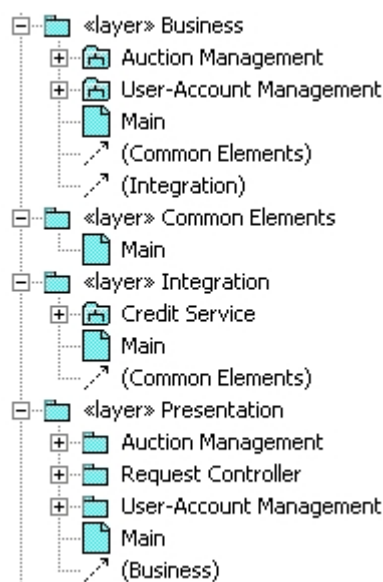 «layer» Business
Auction Management
User-Account Management
Main
(Common Elements)
(Integration)
«layer» Common Elements
Main
«layer» Integration
Credit Service
Main
(Common Elements)
«layer» Presentation
Auction Management
Request Controller
User-Account Management
Main
(Business)